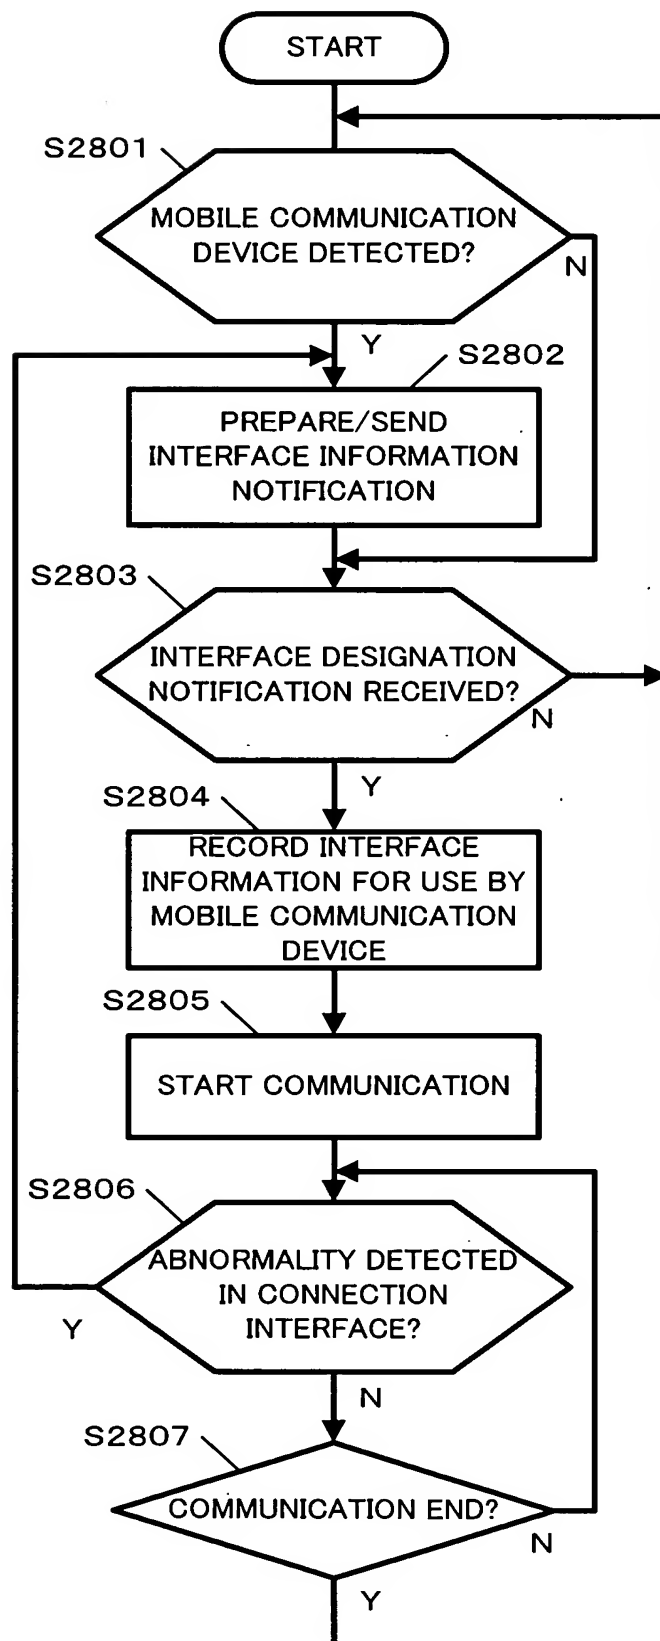 START
S2801
MOBILE COMMUNICATION
DEVICE DETECTED?
N
Y
S2802
PREPARE/SEND
INTERFACE INFORMATION
NOTIFICATION
S2803
INTERFACE DESIGNATION
NOTIFICATION RECEIVED?
N
Y
S2804
RECORD INTERFACE
INFORMATION FOR USE BY
MOBILE COMMUNICATION
DEVICE
S2805
START COMMUNICATION
S2806
ABNORMALITY DETECTED
IN CONNECTION
INTERFACE?
Y
N
S2807
COMMUNICATION END?
N
Y